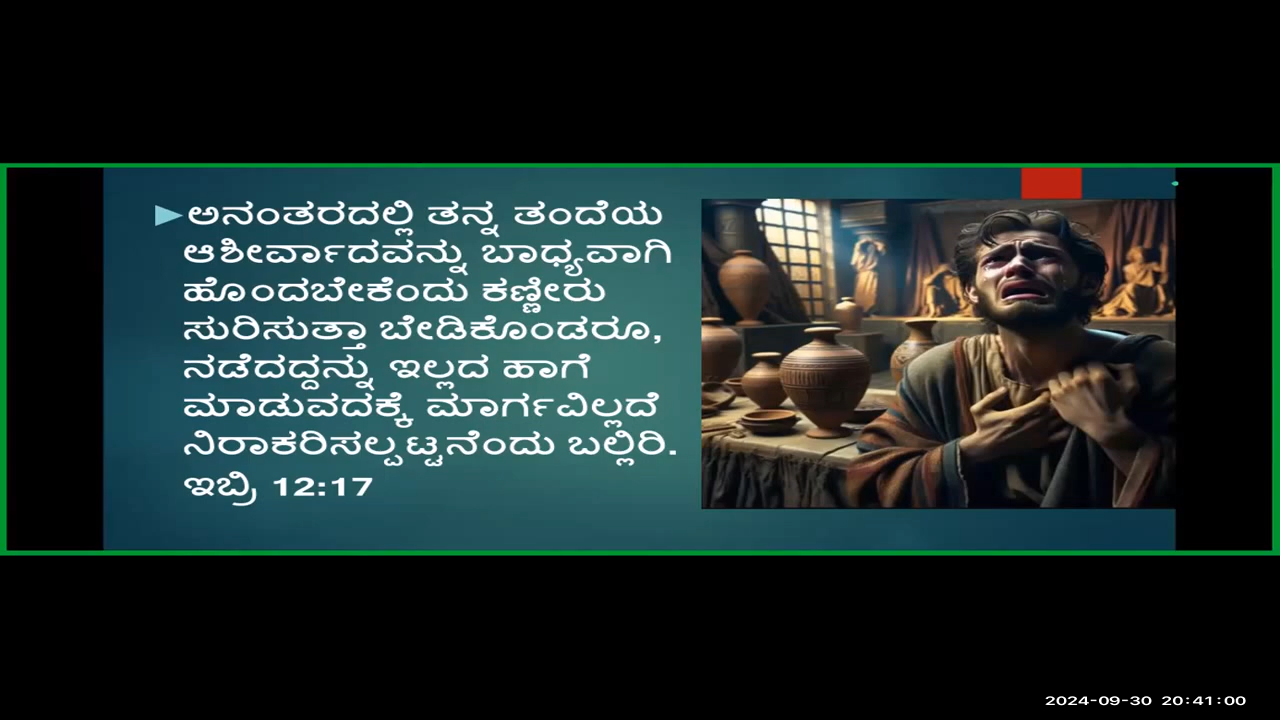 ಅನಂತರದಲ್ಲಿ ತನ್ನ ತಂದೆಯ
ಆಶೀರ್ವಾದವನ್ನು ಬಾಧ್ಯವಾಗಿ
ಹೊಂದಬೇಕೆಂದು ಕಣ್ಣೀರು
ಸುರಿಸುತ್ತಾ ಬೇಡಿಕೊಂಡರೂ,
ನಡೆದದ್ದನ್ನು ಇಲ್ಲದ ಹಾಗೆ
ಮಾಡುವದಕ್ಕೆ ಮಾರ್ಗವಿಲ್ಲದೆ
ನಿರಾಕರಿಸಲ್ಪಟ್ಟನೆಂದು ಬಲ್ಲಿರಿ.
ಇಬ್ರಿ 12:17
2024-09-30 20:41:00